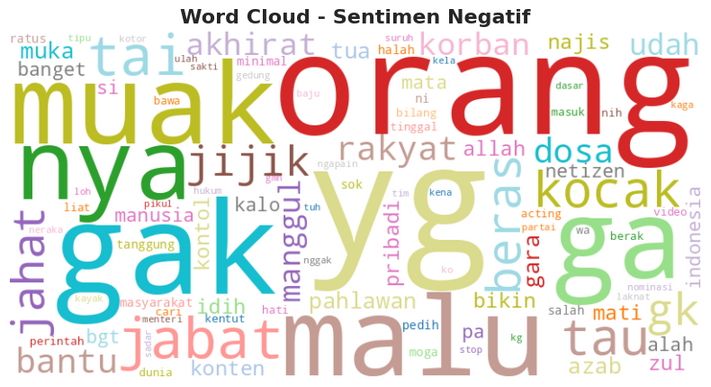 Word Cloud - Sentimen Negatif
ratus tipu kotor tai akhirat suruh korban najis udah
muka ulah tua halah kela
banget sakti minimal gedung mata dasar
muak si bawa baju orang ni bilang masuk nih kaga
tinggal
nya jijik ngapain rakyat allah dosa
loh gmn sok netizen
liat pikul hukum kalo yg tim kena beras kocak
jahat manusia kontol tuh manggul pribadi acting video indonesia
neraka gak tanggung nggak ko gara wa partai ga
berak
kayak masyarakat idih hati pahlawan bikin nominasi
cari salah laknat mati gk
perintah menteri kentut malu pedih pa kg
bgt jabat sadar moga stop tau alah
bantu dunia konten azab zul